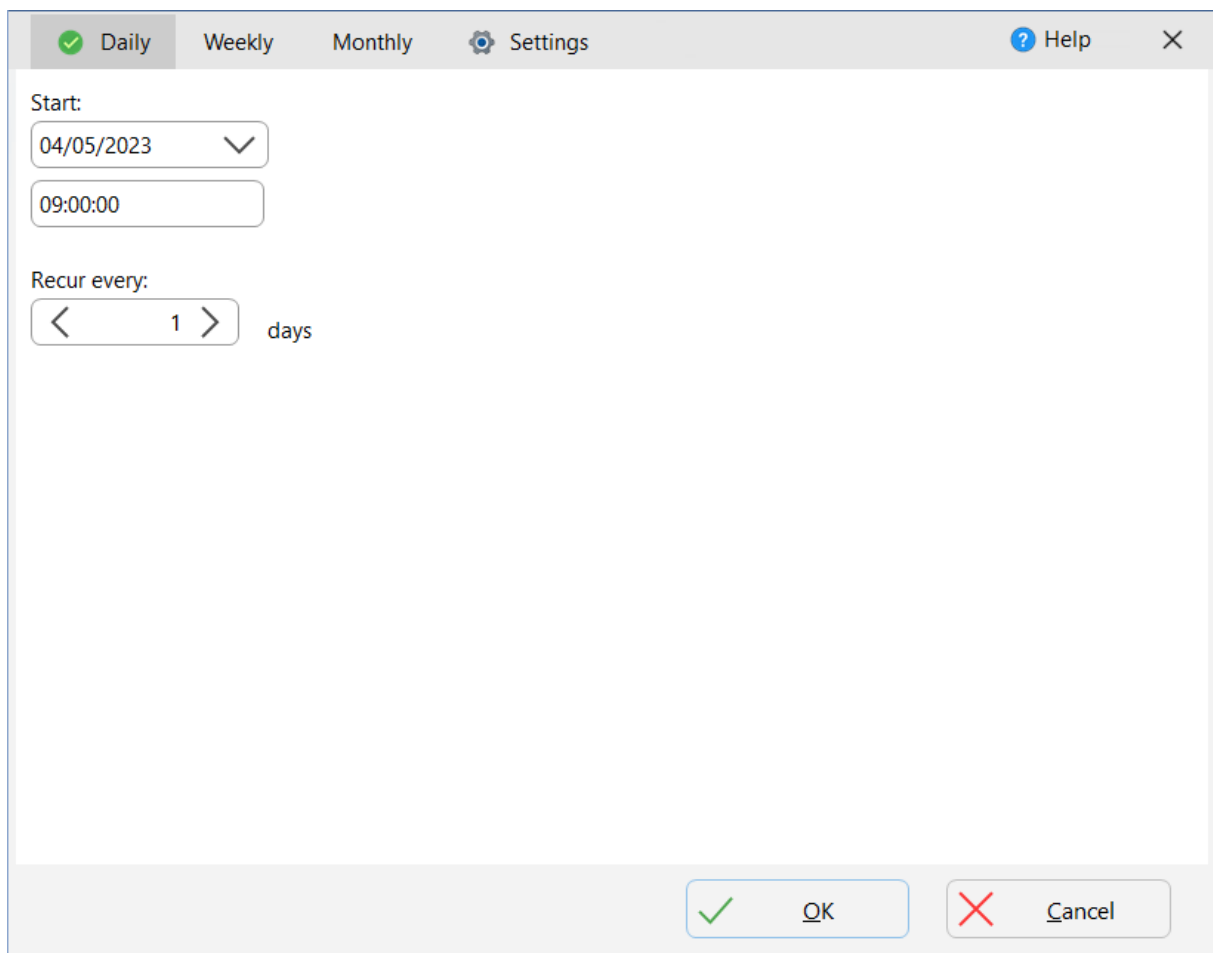 Daily Weekly Monthly Settings Help
Start:
04/05/2023
09:00:00
Recur every:
1 days
OK Cancel